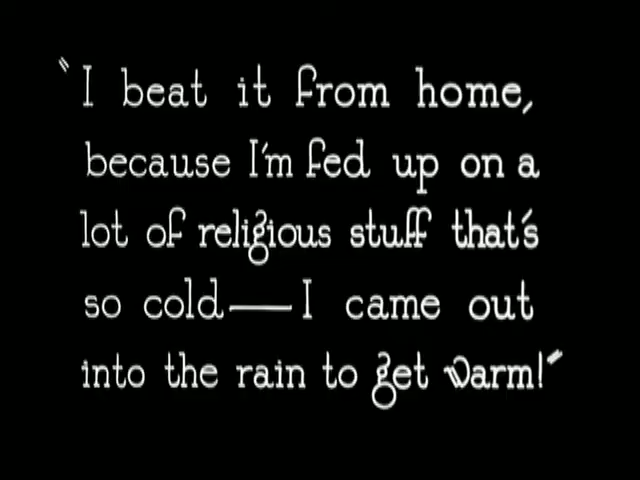 "I beat it from home,
because I'm fed up on a
lot of religious stuff that's
so cold—I came out
into the rain to get warm!"